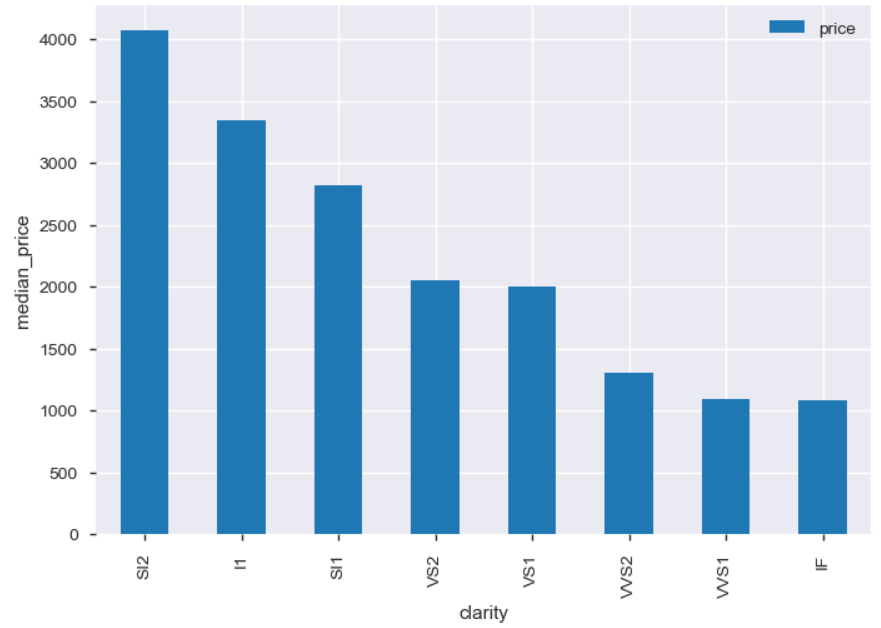 price
4000
3500
3000
2500
2000
1500
1000
500
0
median_price
SI2
I1
SI1
VS2
VS1
VVS2
VVS1
IF
clarity